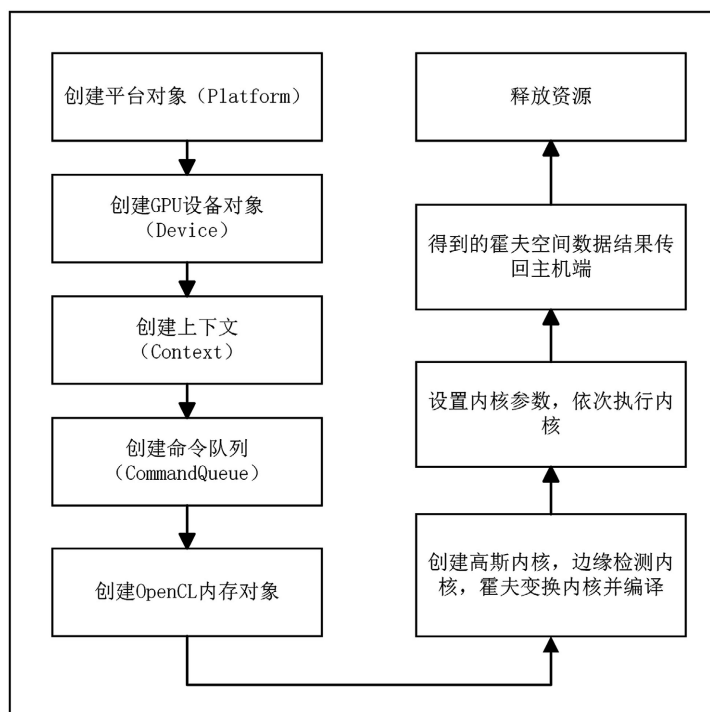 创建平台对象（Platform）
创建GPU设备对象
（Device）
创建上下文
（Context）
创建命令队列
（CommandQueue）
创建OpenCL内存对象
创建高斯内核，边缘检测内
核，霍夫变换内核并编译
设置内核参数，依次执行内
核
得到的霍夫空间数据结果传
回主机端
释放资源